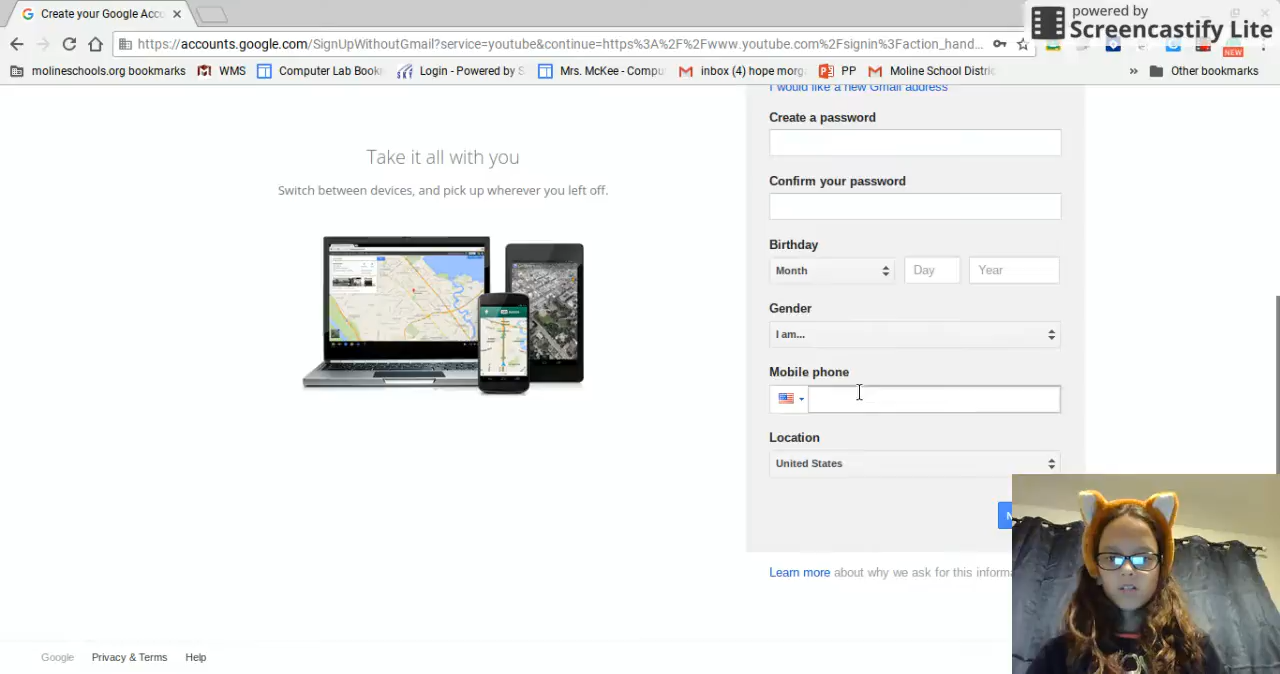 Create your Google Acc
powered by
Screencastify Lite
https://accounts.google.com/SignUpWithoutGmail?service=youtube&continue=https%3A%2F%2Fwww.youtube.com%2Fsignin%3Faction_hand...
NEW
molineschools.org bookmarks
WMS
Computer Lab Book
Login - Powered by S
Mrs. McKee - Compu
inbox (4) hope morg
PP
Moline School Distric
»
Other bookmarks
I would like a new Gmail address
Take it all with you
Switch between devices, and pick up wherever you left off.
Create a password
Confirm your password
Birthday
Month
Day
Year
Gender
I am...
Mobile phone
Location
United States
N
Learn more about why we ask for this informa
Google
Privacy & Terms
Help